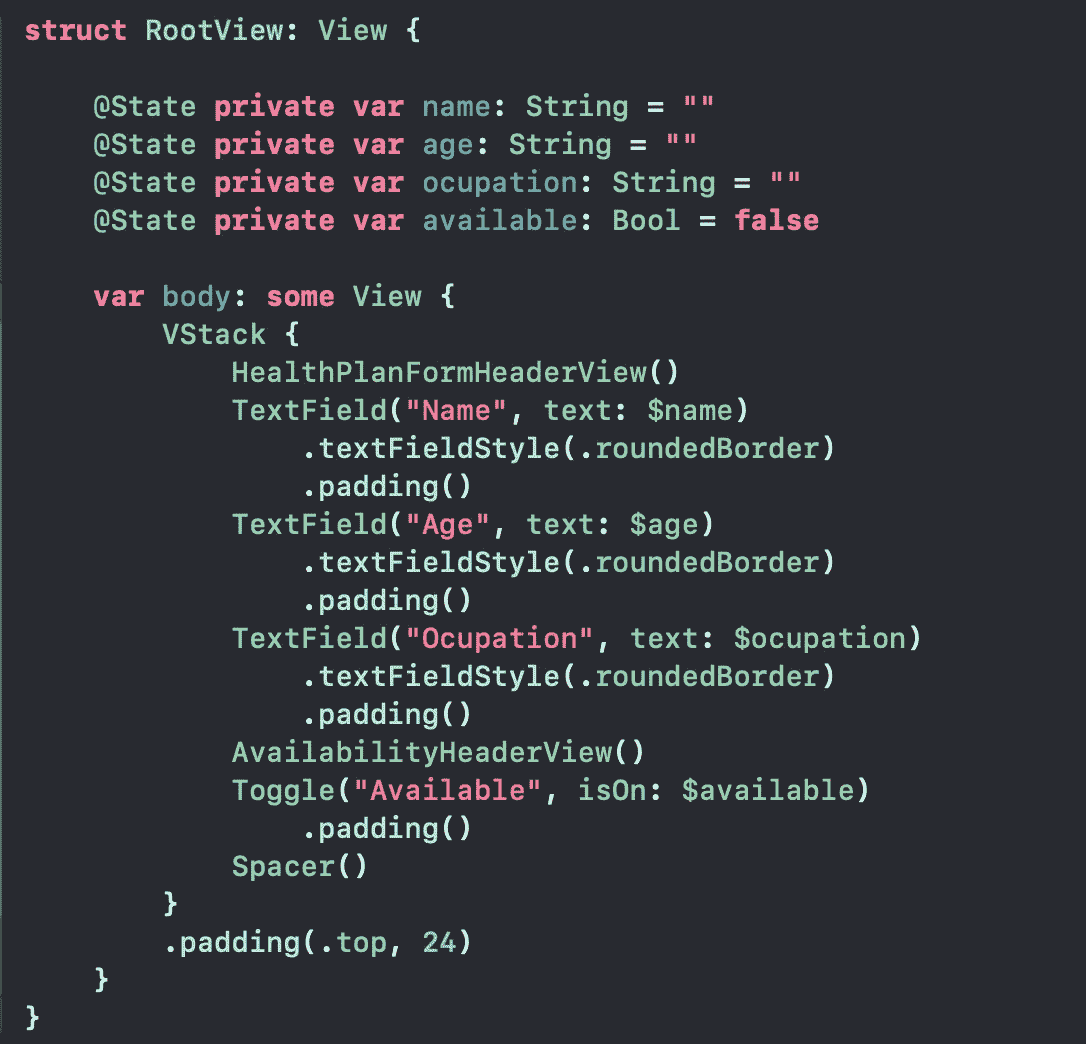 struct RootView: View {
@State private var name: String = ""
@State private var age: String = ""
@State private var ocupation: String = ""
@State private var available: Bool = false
var body: some View {
VStack {
HealthPlanFormHeaderView()
TextField("Name", text: $name)
.textFieldStyle(.roundedBorder)
.padding()
TextField("Age", text: $age)
.textFieldStyle(.roundedBorder)
.padding()
TextField("Ocupation", text: $ocupation)
.textFieldStyle(.roundedBorder)
.padding()
AvailabilityHeaderView()
Toggle("Available", isOn: $available)
.padding()
Spacer()
}
.padding(.top, 24)
}
}